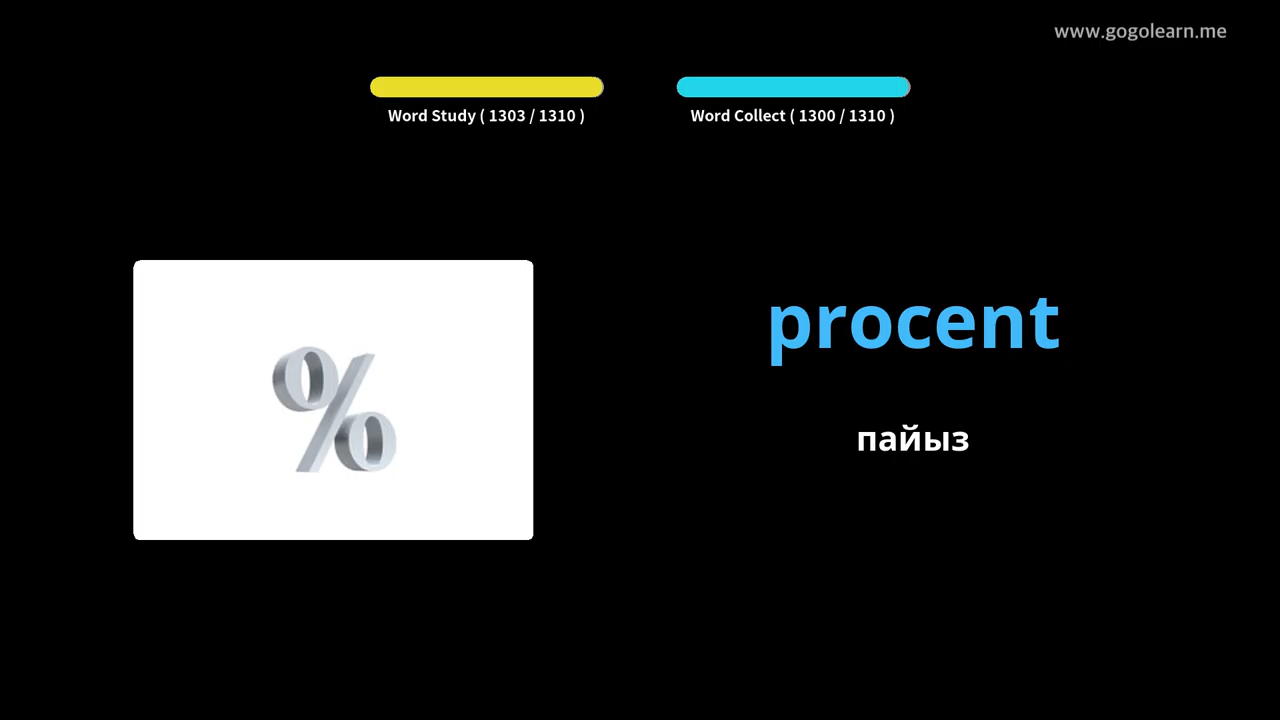 www.gogolearn.me
Word Study ( 1303 / 1310 )
Word Collect ( 1300 / 1310 )
%
procent
пайыз